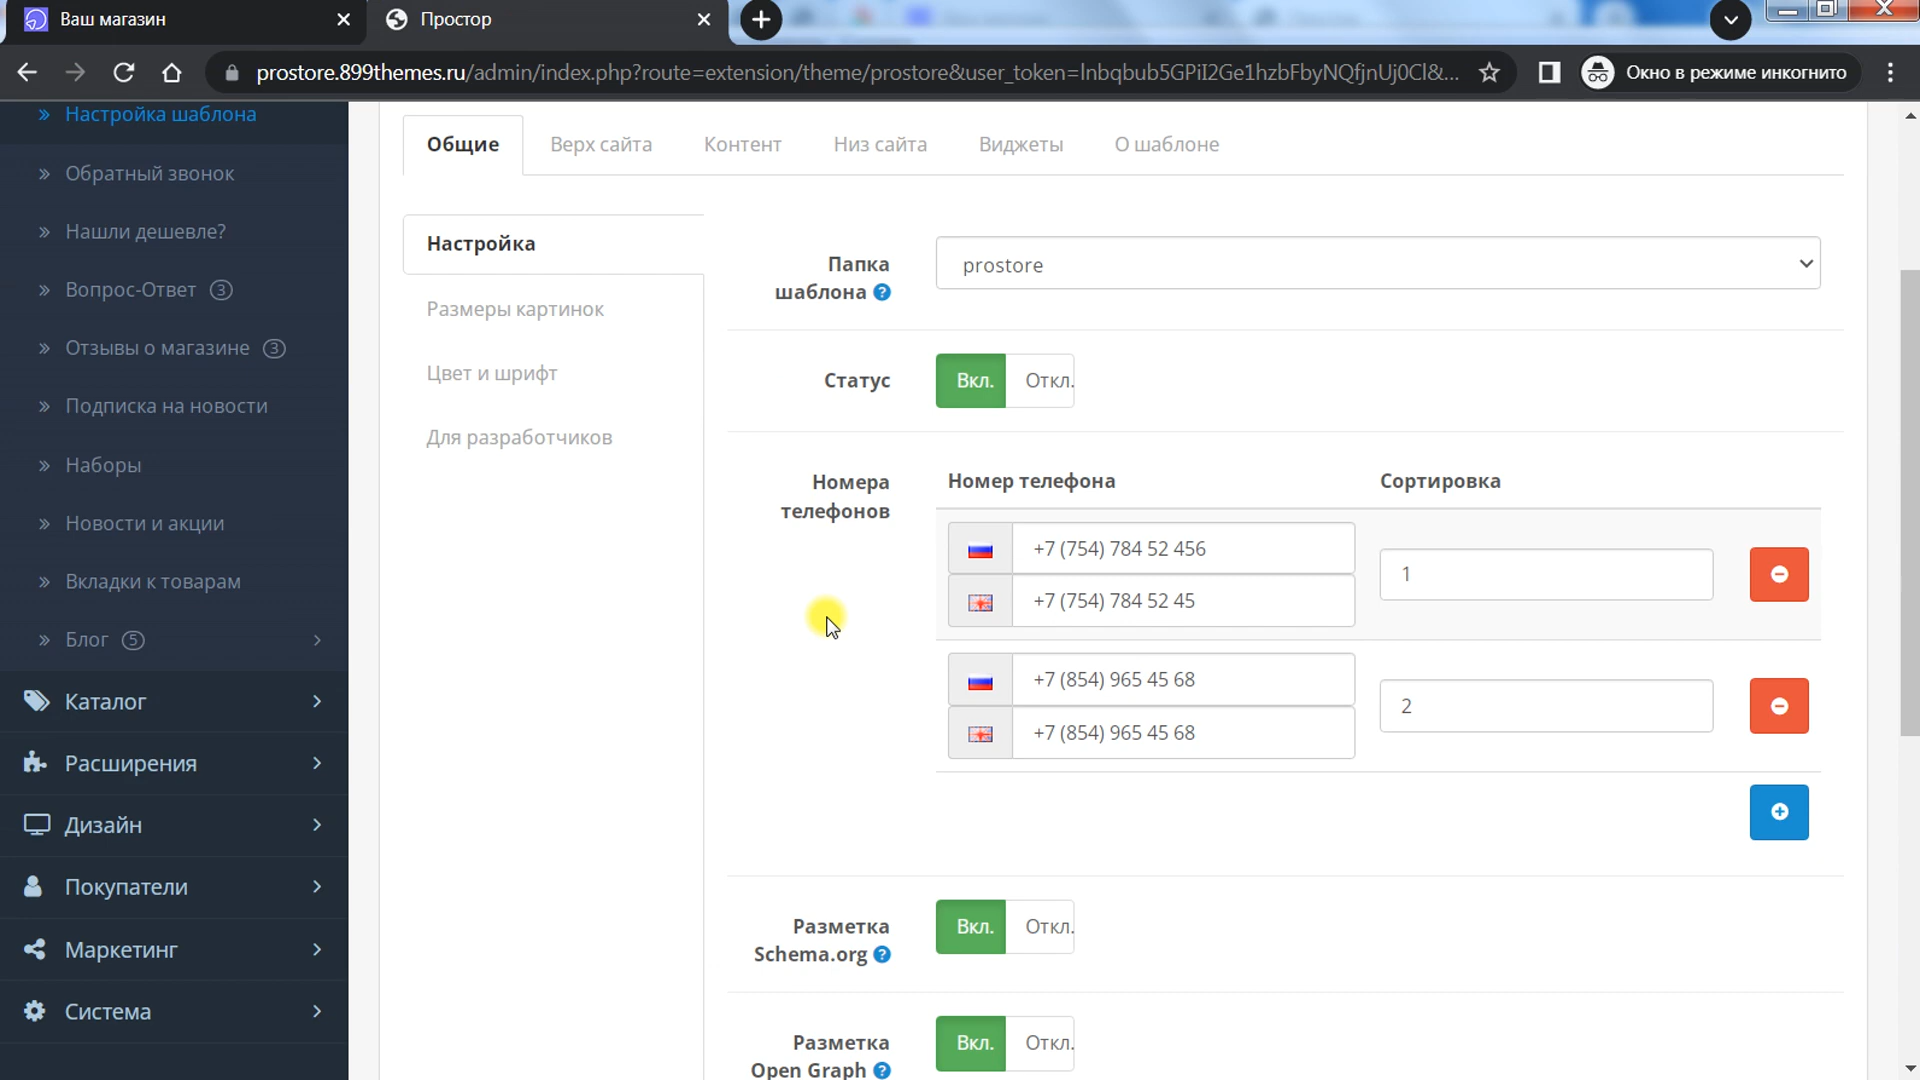 Ваш магазин
Простор
prostore.899themes.ru/admin/index.php?route=extension/theme/prostore&user_token=lnbqbub5GPiI2Ge1hzbFbyNQfjnUj0Cl&...
Окно в режиме инкогнито
Настройка шаблона
Обратный звонок
Нашли дешевле?
Вопрос-Ответ 3
Отзывы о магазине 3
Подписка на новости
Наборы
Новости и акции
Вкладки к товарам
Блог 5
Каталог
Расширения
Дизайн
Покупатели
Маркетинг
Система
Общие
Верх сайта
Контент
Низ сайта
Виджеты
О шаблоне
Настройка
Размеры картинок
Цвет и шрифт
Для разработчиков
Папка
шаблона ?
prostore
Статус
Вкл. Откл.
Номера
телефонов
Номер телефона
Сортировка
+7 (754) 784 52 456
+7 (754) 784 52 45
1
+7 (854) 965 45 68
+7 (854) 965 45 68
2
Разметка
Schema.org ?
Вкл. Откл.
Разметка
Open Graph ?
Вкл. Откл.